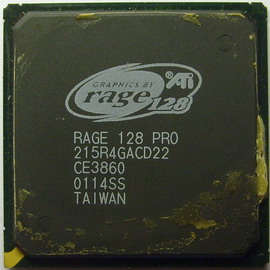 GRAPHICS BY ATi
rage 128
RAGE 128 PRO
215R4GACD22
CE3860
0114SS
TAIWAN